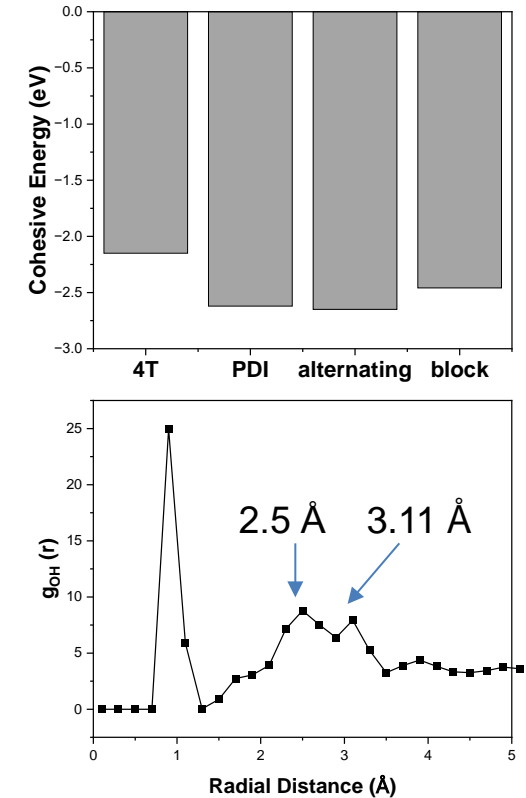 Cohesive Energy (eV)
0.0
−0.5
−1.0
−1.5
−2.0
−2.5
−3.0
4T PDI alternating block
g_OH (r)
25
20
15
10
5
0
2.5 Å 3.11 Å
0 1 2 3 4 5
Radial Distance (Å)